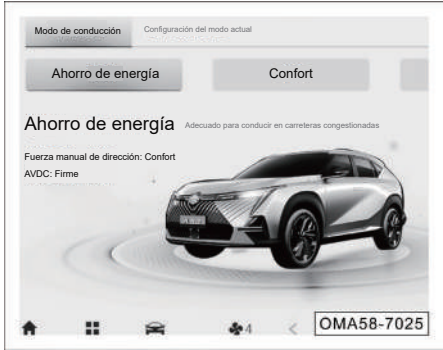 Modo de conducción Configuración del modo actual
Ahorro de energía Confort
Ahorro de energía Adecuado para conducir en carreteras congestionadas
Fuerza manual de dirección: Confort
AVDC: Firme
4
OMA58-7025